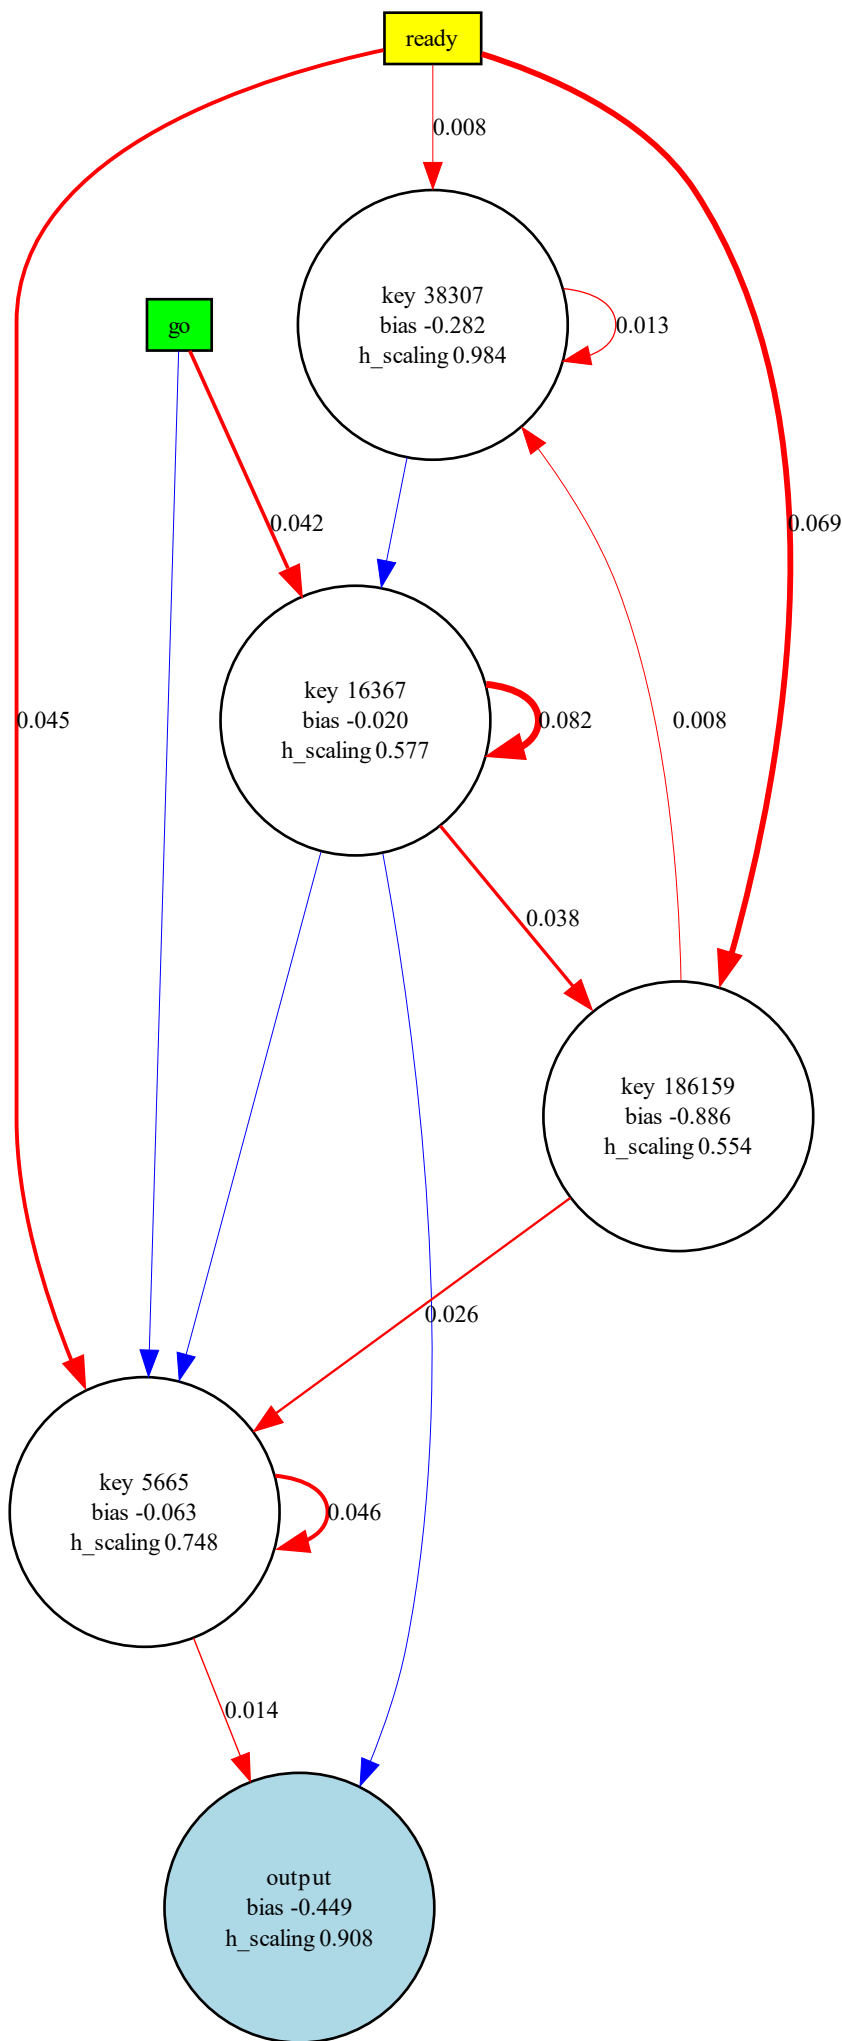 ready
0.008
key 38307
bias -0.282
h_scaling 0.984
0.013
go
0.042
0.069
key 16367
bias -0.020
h_scaling 0.577
0.082
0.045
0.008
0.038
key 186159
bias -0.886
h_scaling 0.554
0.026
key 5665
bias -0.063
h_scaling 0.748
0.046
0.014
output
bias -0.449
h_scaling 0.908